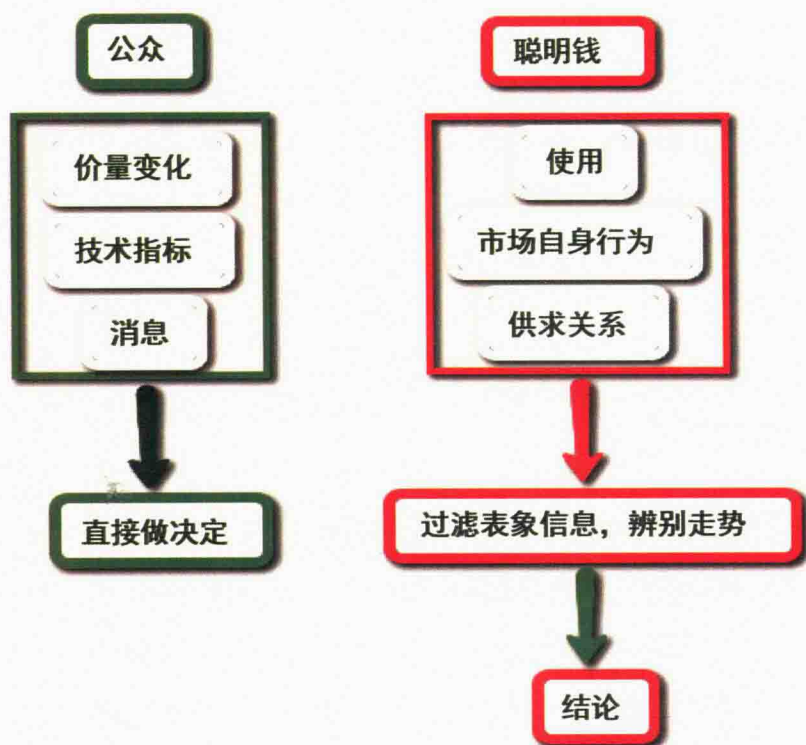 公众
价量变化
技术指标
消息
直接做决定
聪明钱
使用
市场自身行为
供求关系
过滤表象信息，辨别走势
结论